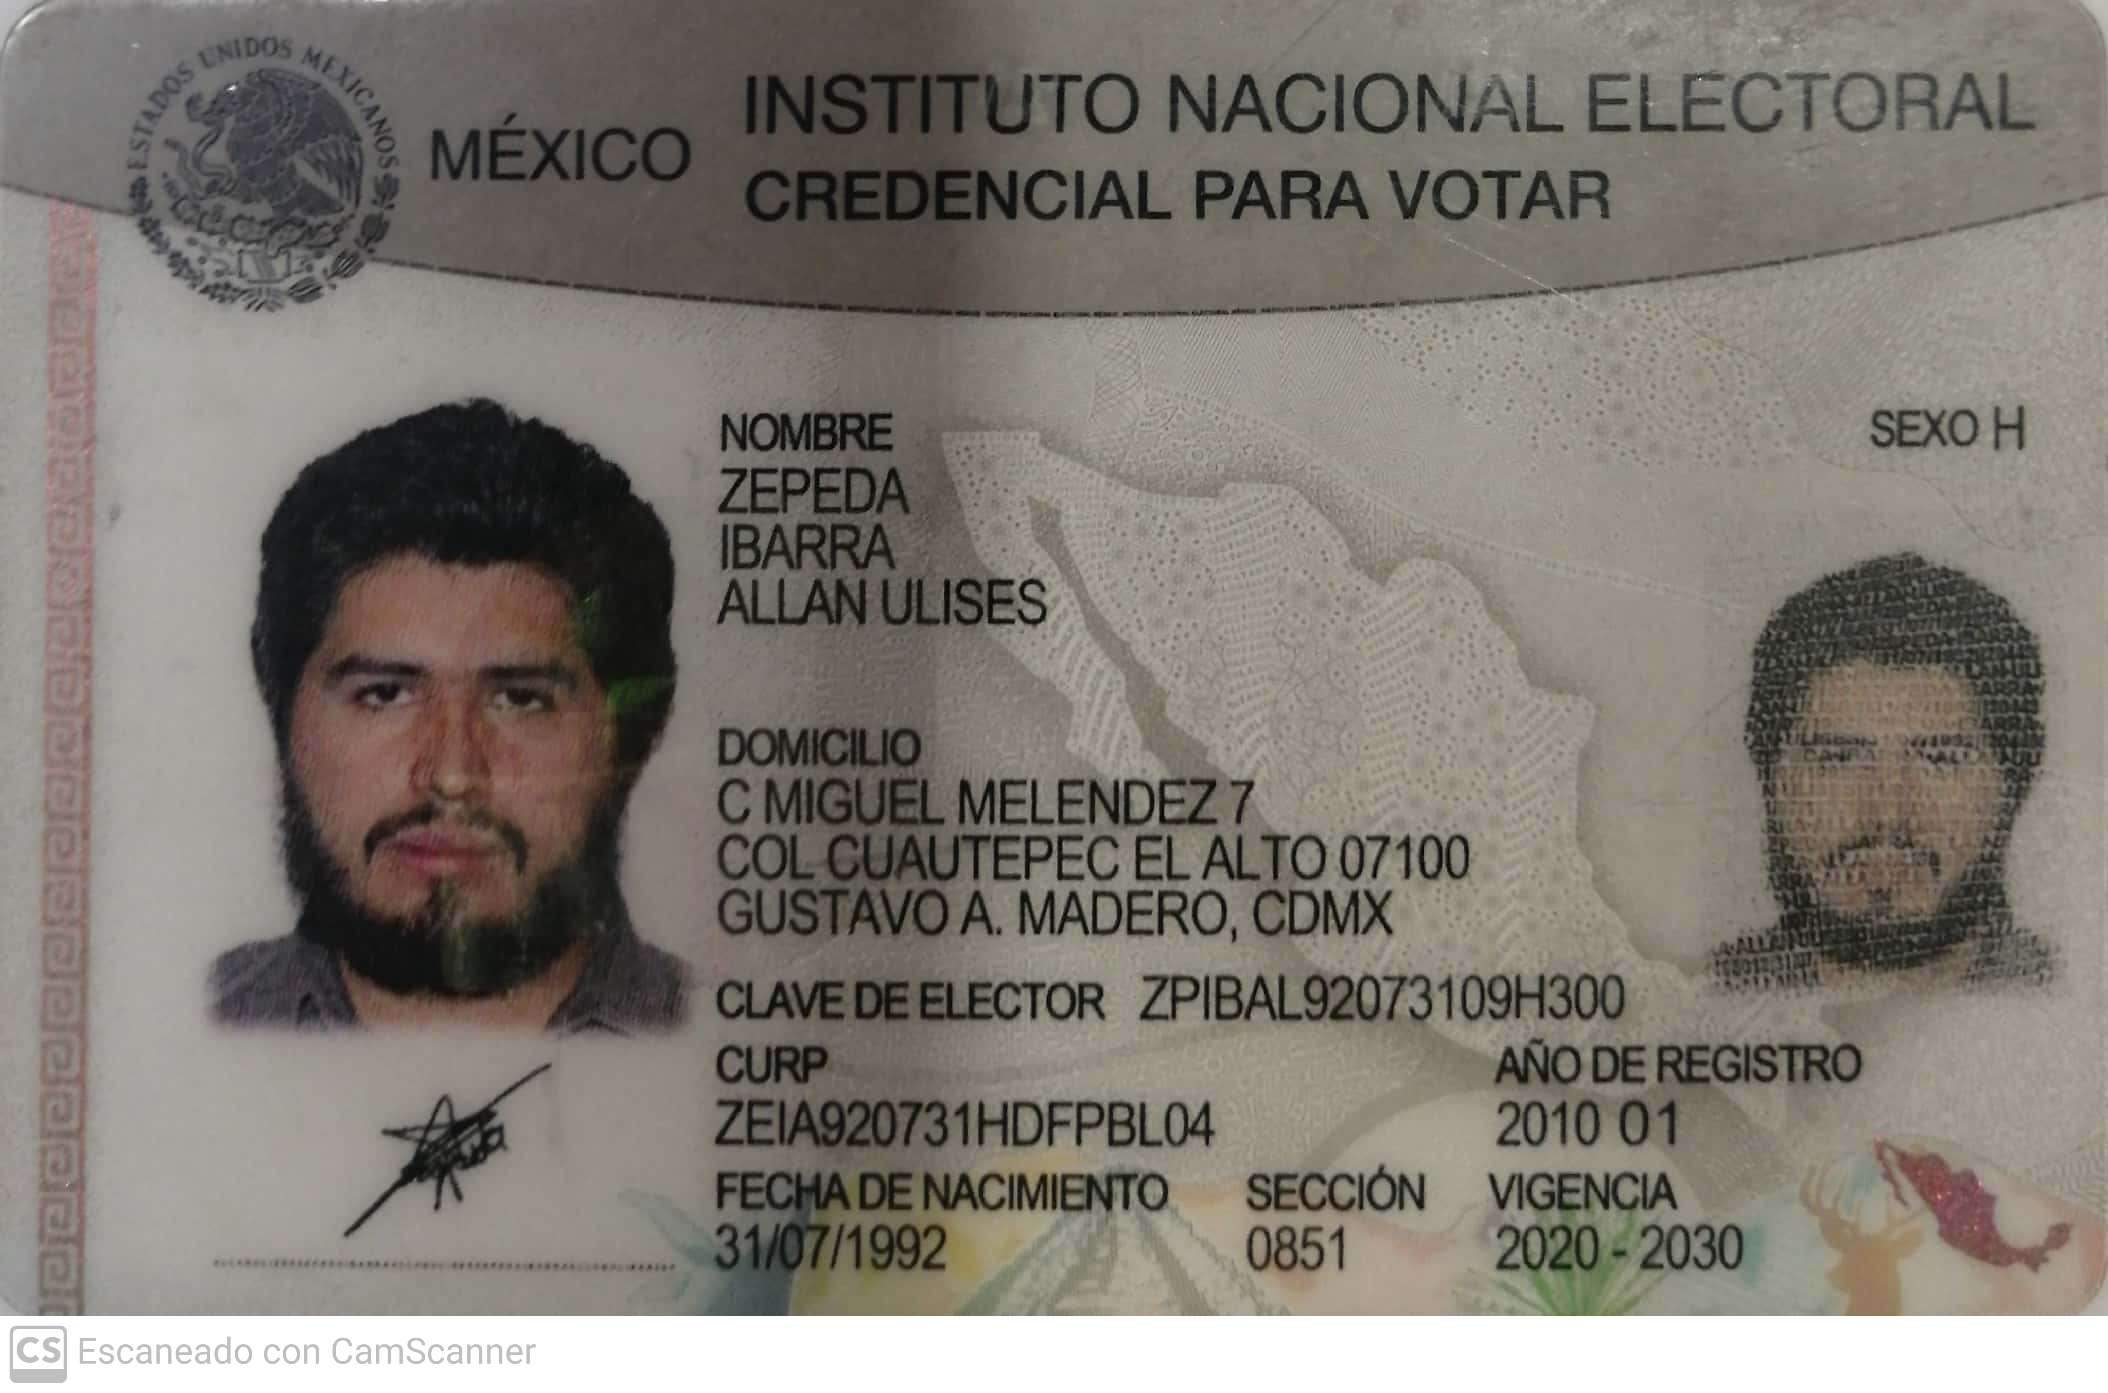 ESTADOS UNIDOS MEXICANOS
MÉXICO
INSTITUTO NACIONAL ELECTORAL
CREDENCIAL PARA VOTAR
NOMBRE
ZEPEDA
IBARRA
ALLAN ULISES
SEXO H
DOMICILIO
C MIGUEL MELENDEZ 7
COL CUAUTEPEC EL ALTO 07100
GUSTAVO A. MADERO, CDMX
CLAVE DE ELECTOR ZPIBAL92073109H300
CURP
ZEIA920731HDFPBL04
AÑO DE REGISTRO
2010 01
FECHA DE NACIMIENTO
31/07/1992
SECCIÓN
0851
VIGENCIA
2020 - 2030
CS Escaneado con CamScanner